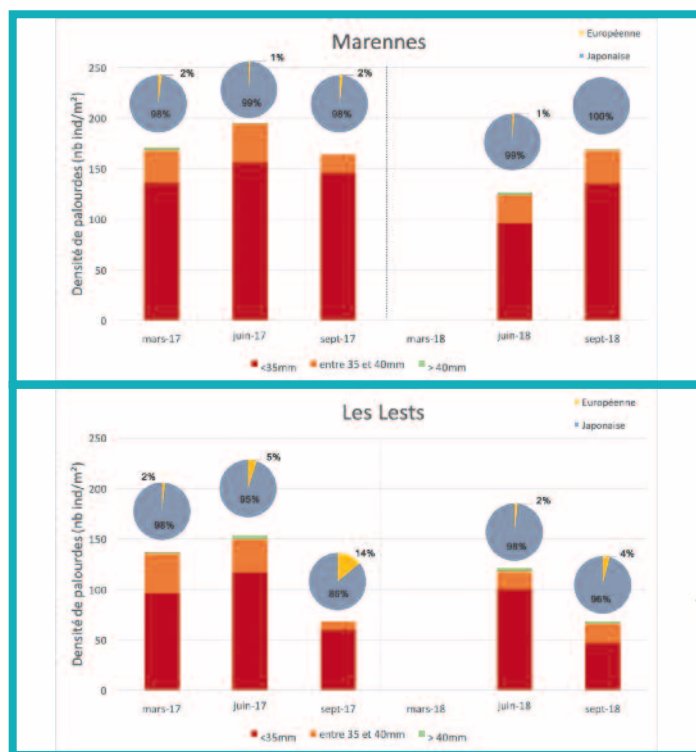 Marennes
Européenne
Japonaise
Densité de palourdes (nb ind/m²)
250
200
150
100
50
0
2%
98%
1%
99%
2%
98%
1%
99%
100%
mars-17
juin-17
sept-17
mars-18
juin-18
sept-18
<35mm
entre 35 et 40mm
> 40mm
Les Lests
Européenne
Japonaise
Densité de palourdes (nb ind/m²)
250
200
150
100
50
0
2%
98%
5%
95%
14%
86%
2%
98%
4%
96%
mars-17
juin-17
sept-17
mars-18
juin-18
sept-18
<35mm
entre 35 et 40mm
> 40mm